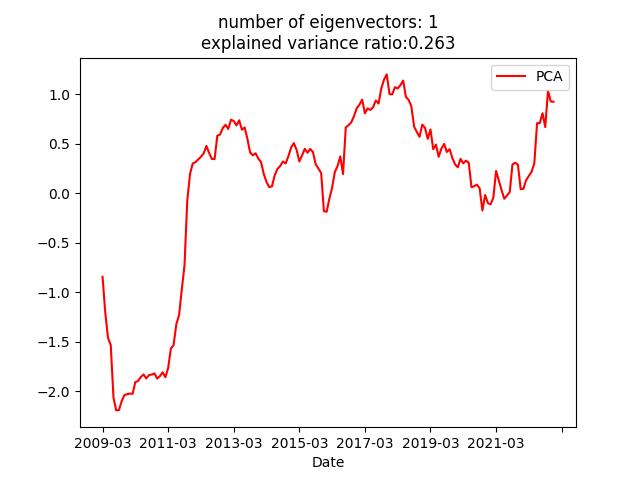 number of eigenvectors: 1
explained variance ratio:0.263
PCA
1.0
0.5
0.0
−0.5
−1.0
−1.5
−2.0
2009-03 2011-03 2013-03 2015-03 2017-03 2019-03 2021-03
Date